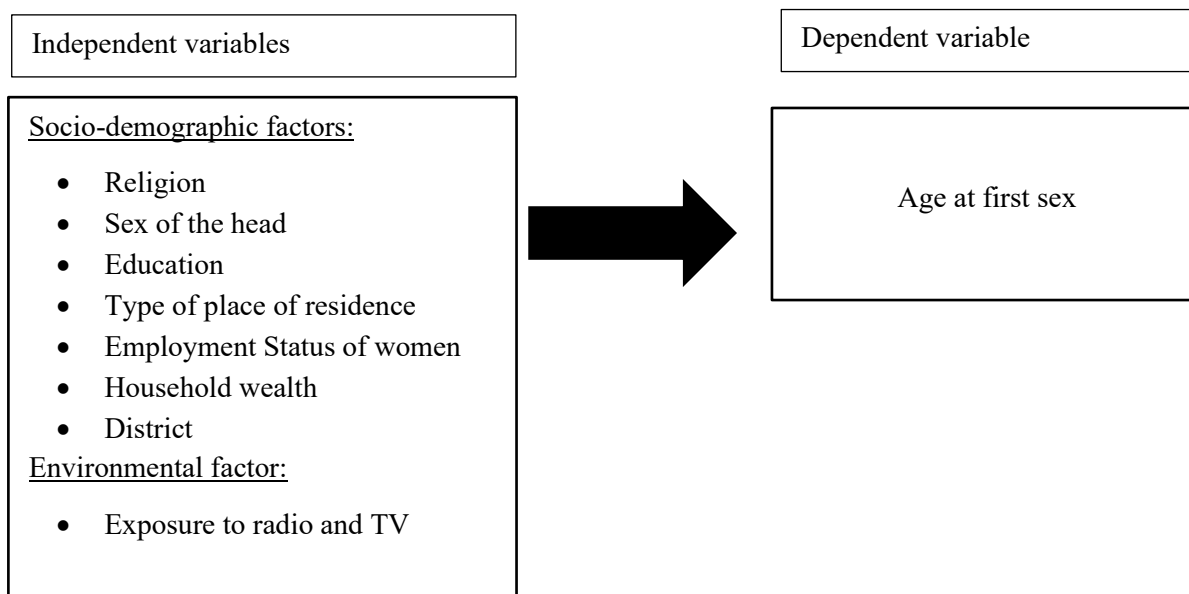 Independent variables
Dependent variable
Socio-demographic factors:
• Religion
• Sex of the head
• Education
• Type of place of residence
• Employment Status of women
• Household wealth
• District
Environmental factor:
• Exposure to radio and TV
Age at first sex